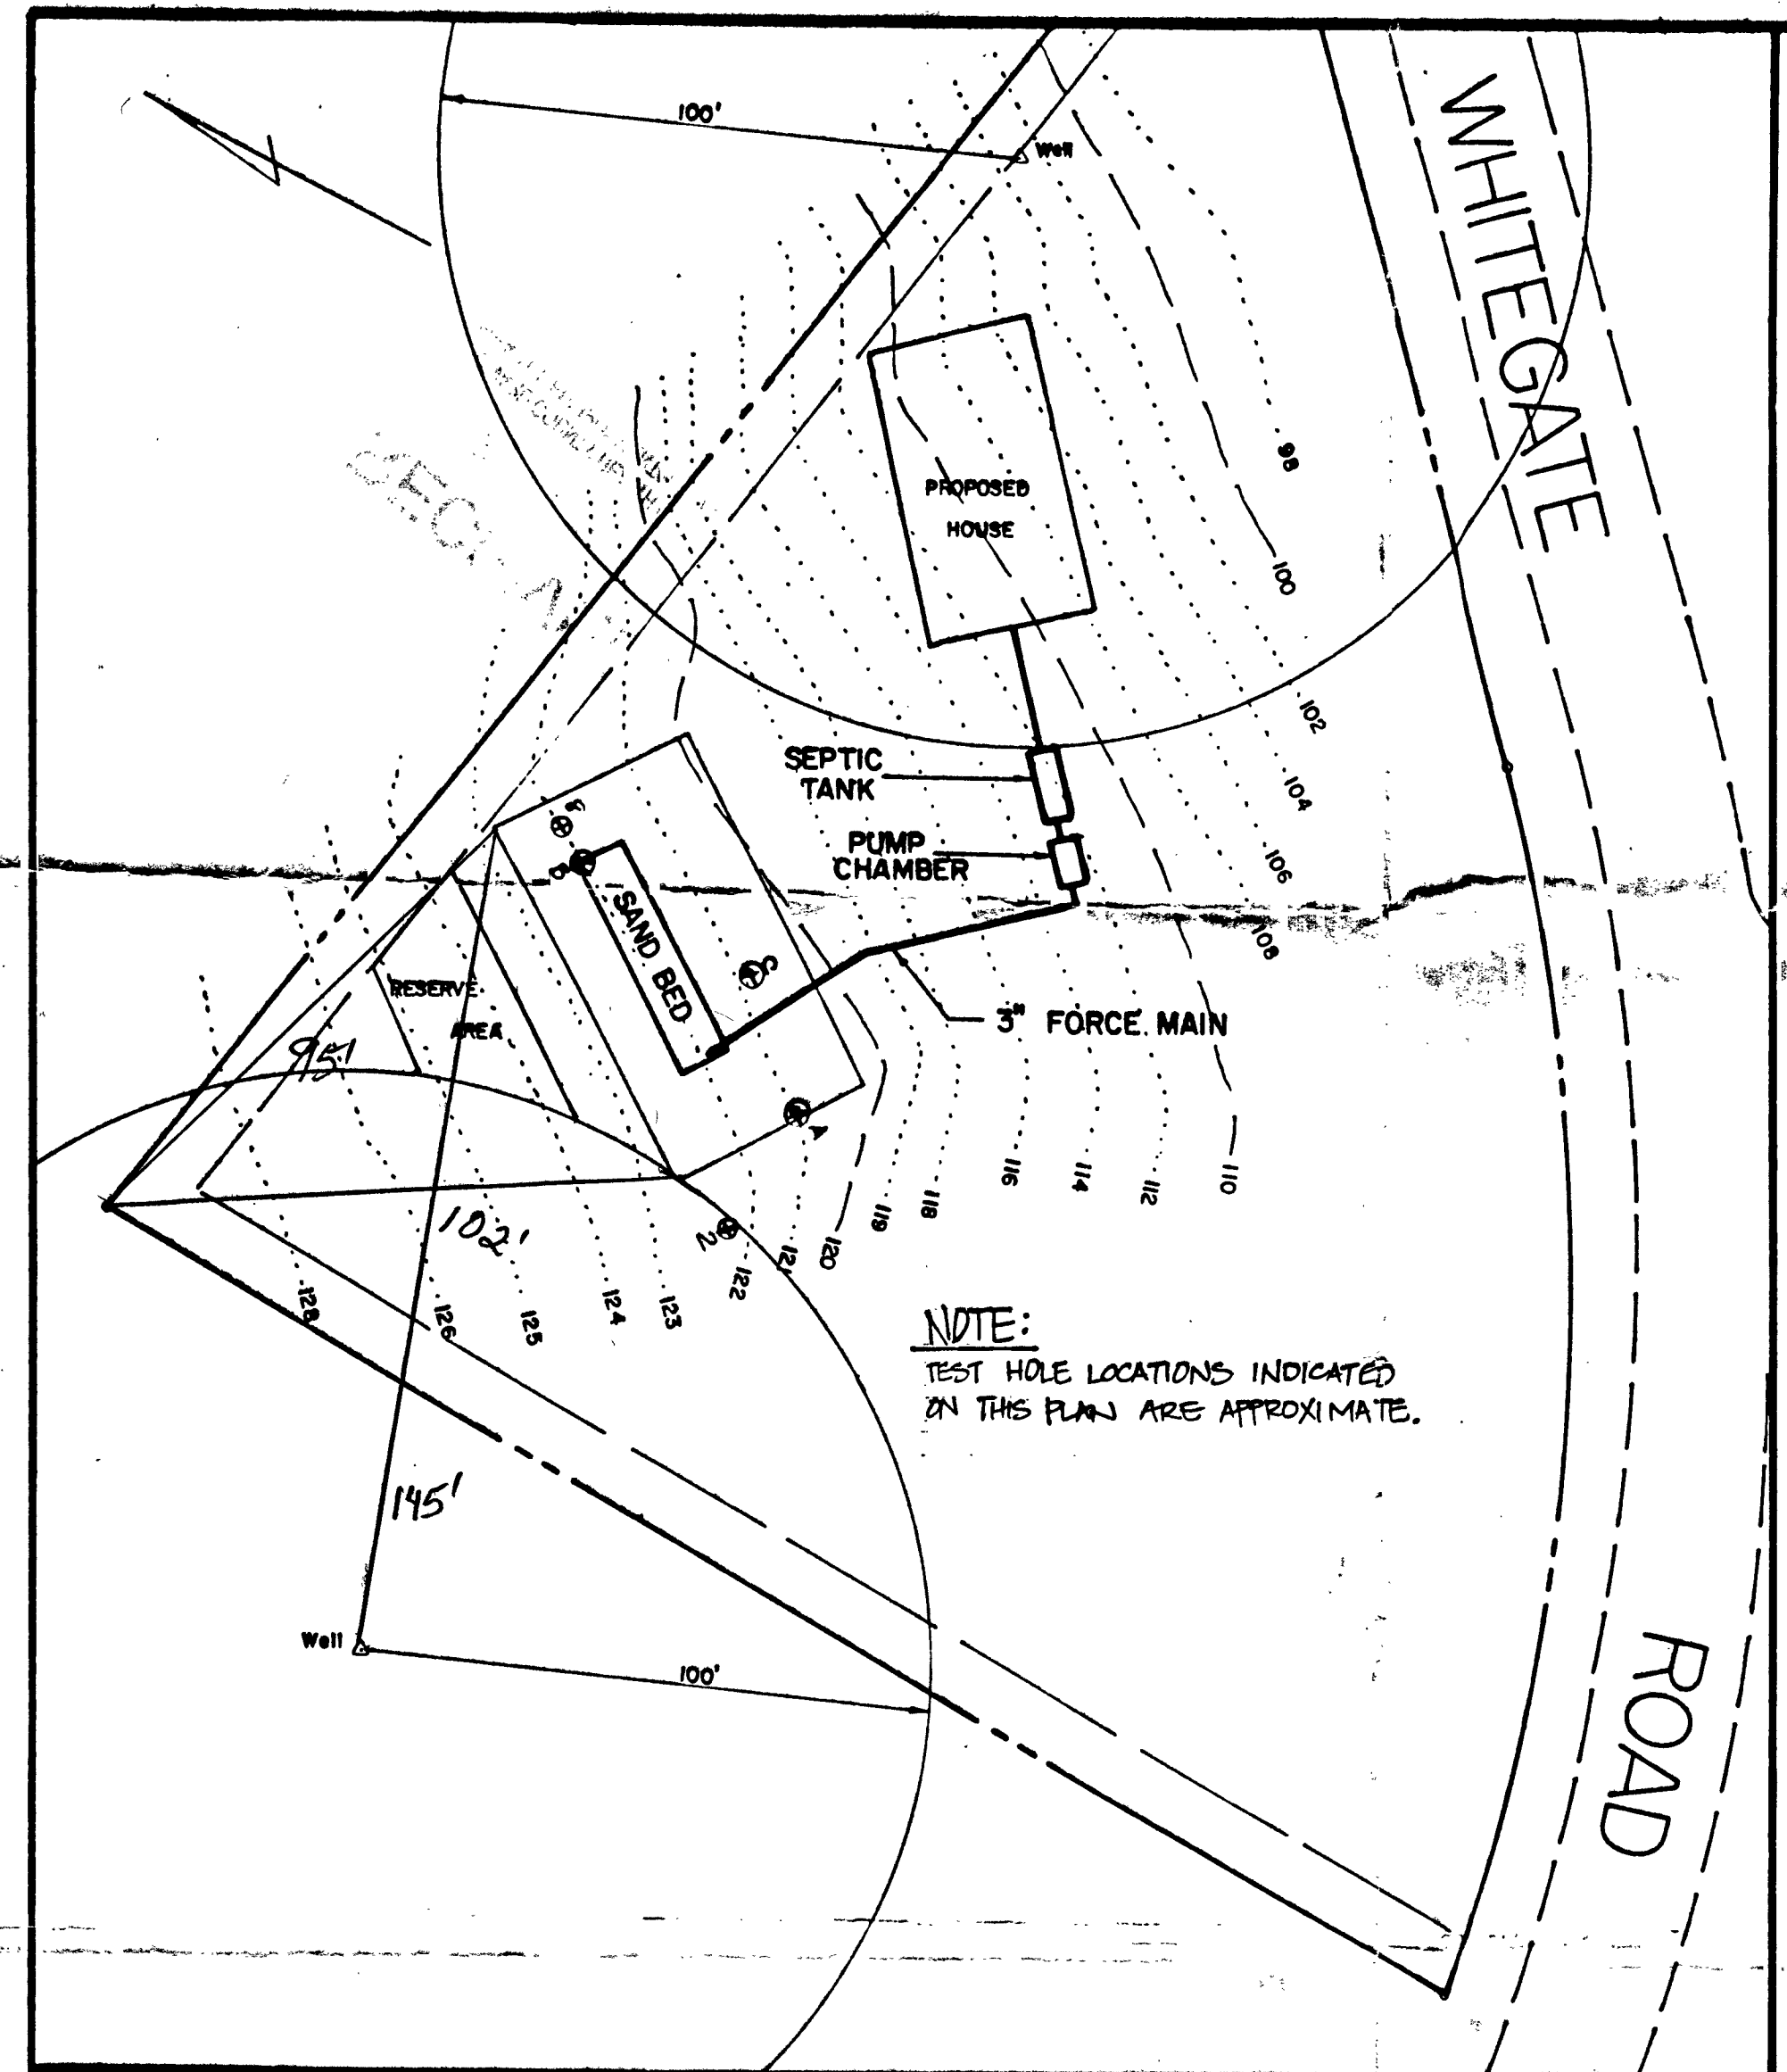 100'
Well
WHITEGATE
98
PROPOSED
HOUSE
100
102
SEPTIC
TANK
104
PUMP
CHAMBER
106
8
B
SAND BED
108
C
RESERVE
AREA
3" FORCE MAIN
95'
A
110
112
114
116
118
119
120
121
122
2
102'
123
124
125
126
128
NOTE:
TEST HOLE LOCATIONS INDICATED
ON THIS PLAN ARE APPROXIMATE.
145'
Well
100'
ROAD